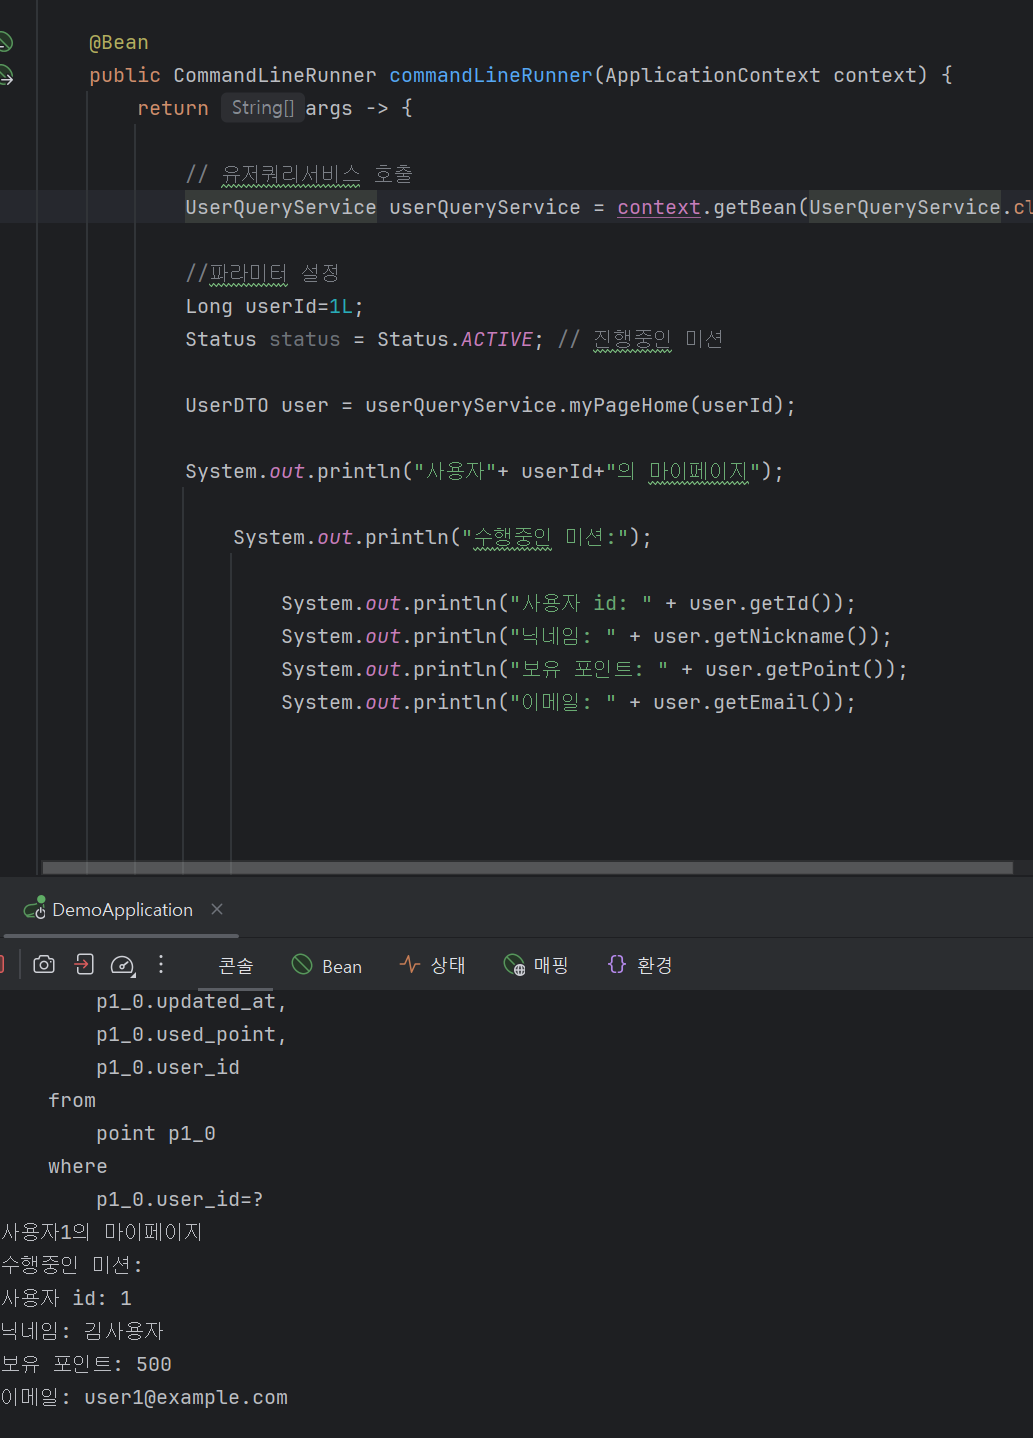 @Bean
public CommandLineRunner commandLineRunner(ApplicationContext context) {
return String[] args -> {
// 유저쿼리서비스 호출
UserQueryService userQueryService = context.getBean(UserQueryService.cl
//파라미터 설정
Long userId=1L;
Status status = Status.ACTIVE; // 진행중인 미션
UserDTO user = userQueryService.myPageHome(userId);
System.out.println("사용자"+ userId+"의 마이페이지");
System.out.println("수행중인 미션:");
System.out.println("사용자 id: " + user.getId());
System.out.println("닉네임: " + user.getNickname());
System.out.println("보유 포인트: " + user.getPoint());
System.out.println("이메일: " + user.getEmail());
DemoApplication
콘솔 Bean 상태 매핑 환경
p1_0.updated_at,
p1_0.used_point,
p1_0.user_id
from
point p1_0
where
p1_0.user_id=?
사용자1의 마이페이지
수행중인 미션:
사용자 id: 1
닉네임: 김사용자
보유 포인트: 500
이메일: user1@example.com